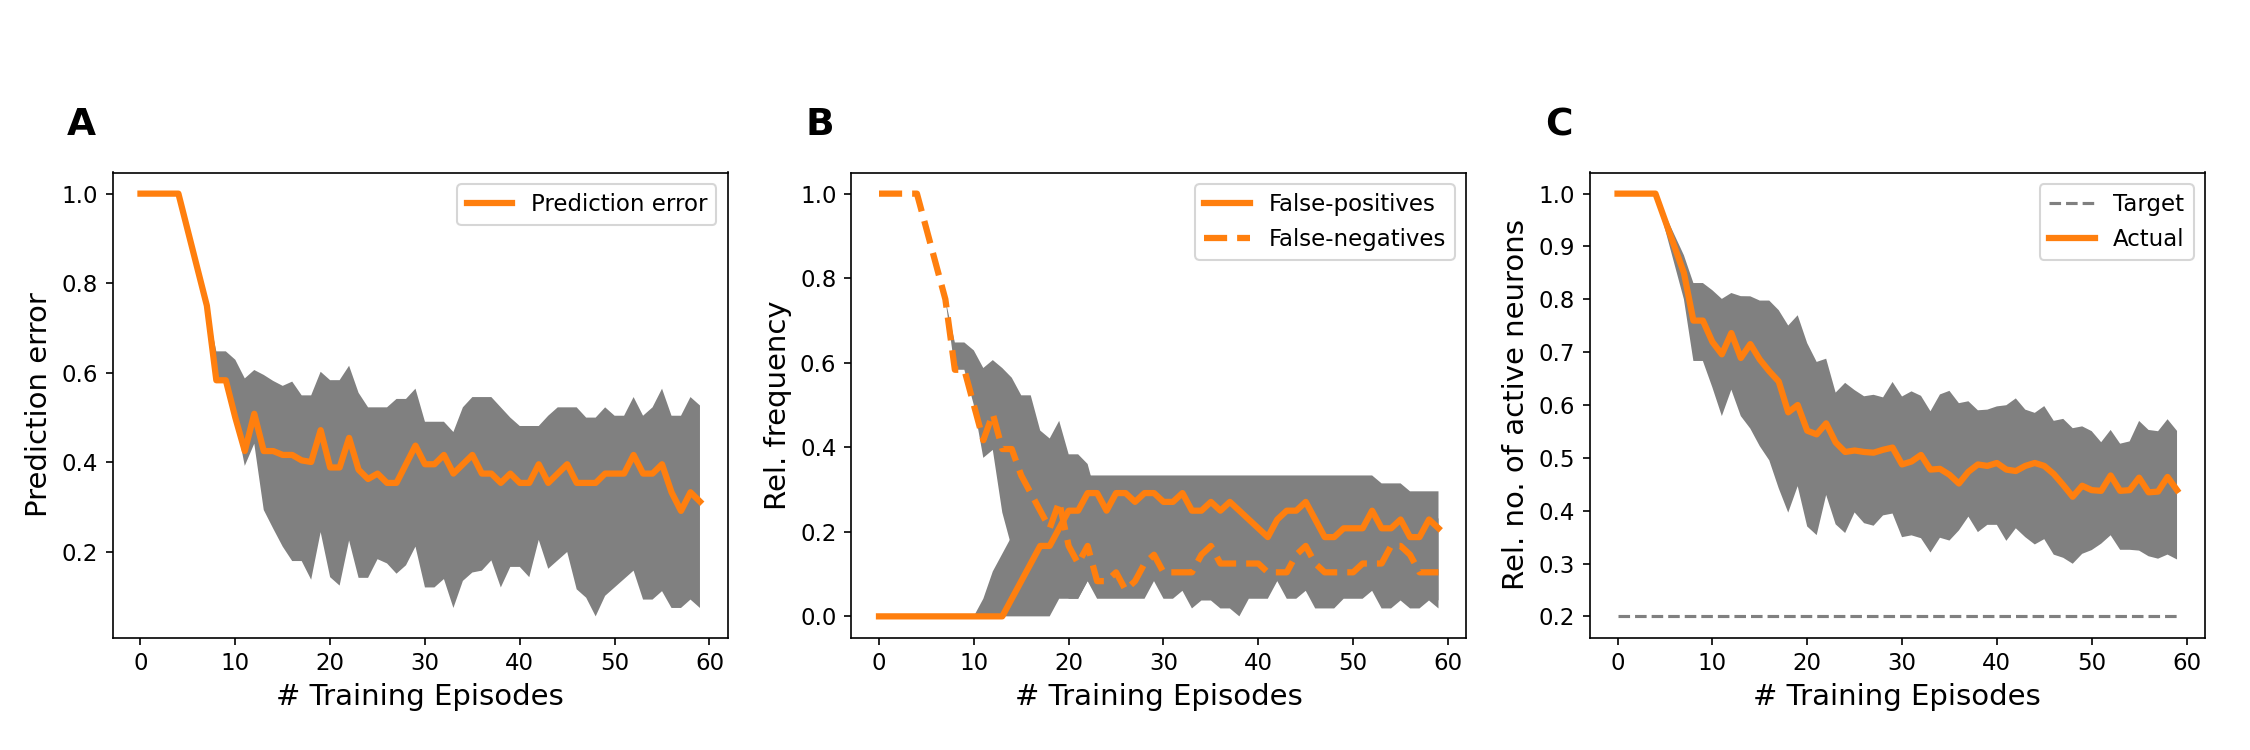 A
Prediction error
1.0
0.8
0.6
0.4
0.2
Prediction error
0
10
20
30
40
50
60
# Training Episodes
B
Rel. frequency
1.0
0.8
0.6
0.4
0.2
0.0
False-positives
False-negatives
0
10
20
30
40
50
60
# Training Episodes
C
Rel. no. of active neurons
1.0
0.9
0.8
0.7
0.6
0.5
0.4
0.3
0.2
Target
Actual
0
10
20
30
40
50
60
# Training Episodes